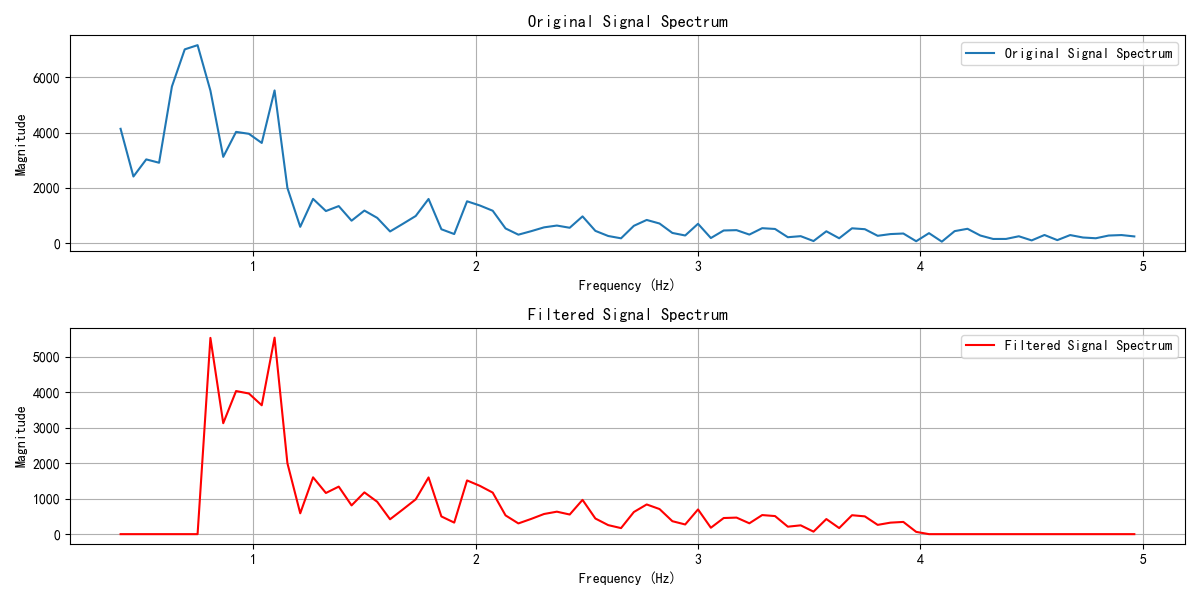 Original Signal Spectrum
Original Signal Spectrum
6000
4000
2000
0
Magnitude
1 2 3 4 5
Frequency (Hz)
Filtered Signal Spectrum
Filtered Signal Spectrum
5000
4000
3000
2000
1000
0
Magnitude
1 2 3 4 5
Frequency (Hz)